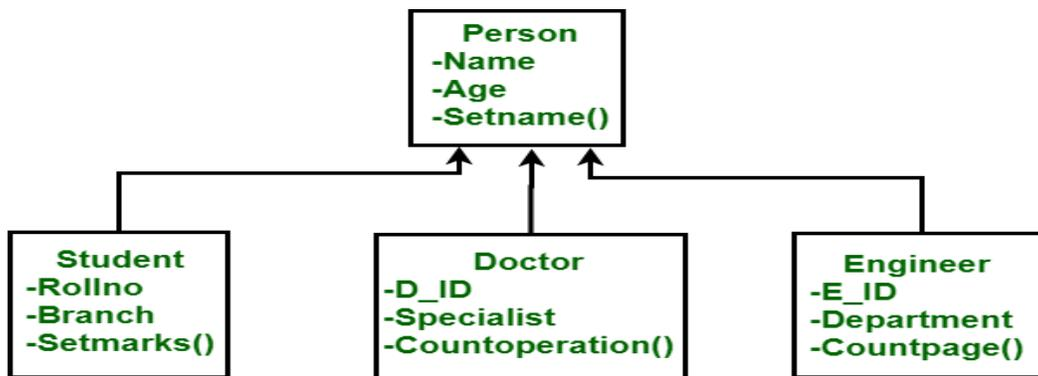 Person
-Name
-Age
-Setname()
Student
-Rollno
-Branch
-Setmarks()
Doctor
-D_ID
-Specialist
-Countoperation()
Engineer
-E_ID
-Department
-Countpage()